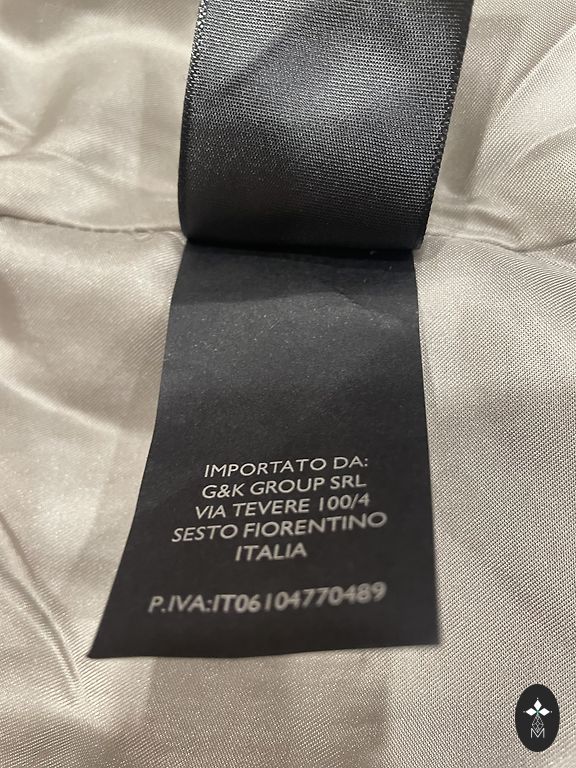 IMPORTATO DA:
G&K GROUP SRL
VIA TEVERE 100/4
SESTO FIORENTINO
ITALIA
P.IVA:IT06104770489
M